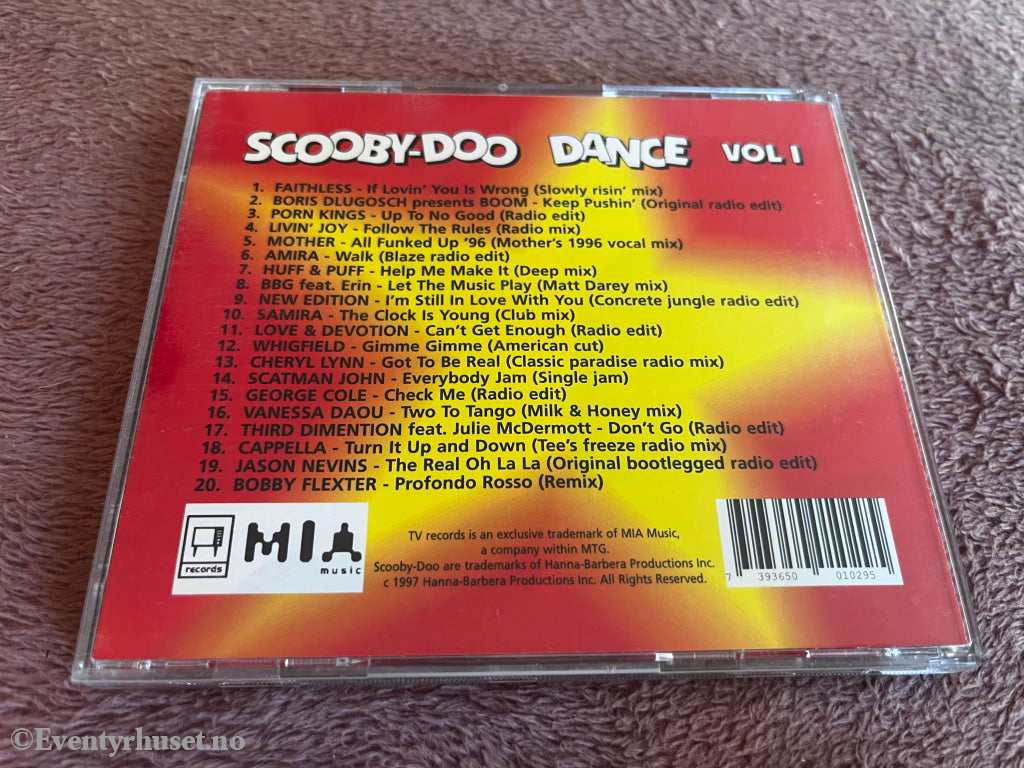 SCOOBY-DOO DANCE VOL 1
1. FAITHLESS - If Lovin' You Is Wrong (Slowly risin' mix)
2. BORIS DLUGOSCH presents BOOM - Keep Pushin' (Original radio edit)
3. PORN KINGS - Up To No Good (Radio edit)
4. LIVIN' JOY - Follow The Rules (Radio mix)
5. MOTHER - All Funked Up '96 (Mother's 1996 vocal mix)
6. AMIRA - Walk (Blaze radio edit)
7. HUFF & PUFF - Help Me Make It (Deep mix)
8. BBG feat. Erin - Let The Music Play (Matt Darey mix)
9. NEW EDITION - I'm Still In Love With You (Concrete jungle radio edit)
10. SAMIRA - The Clock Is Young (Club mix)
11. LOVE & DEVOTION - Can't Get Enough (Radio edit)
12. WHIGFIELD - Gimme Gimme (American cut)
13. CHERYL LYNN - Got To Be Real (Classic paradise radio mix)
14. SCATMAN JOHN - Everybody Jam (Single jam)
15. GEORGE COLE - Check Me (Radio edit)
16. VANESSA DAOU - Two To Tango (Milk & Honey mix)
17. THIRD DIMENTION feat. Julie McDermott - Don't Go (Radio edit)
18. CAPPELLA - Turn It Up and Down (Tee's freeze radio mix)
19. JASON NEVINS - The Real Oh La La (Original bootlegged radio edit)
20. BOBBY FLEXTER - Profondo Rosso (Remix)
records
MIA
music
TV records is an exclusive trademark of MIA Music,
a company within MTG.
Scooby-Doo are trademarks of Hanna-Barbera Productions Inc.
c 1997 Hanna-Barbera Productions Inc. All Rights Reserved.
7 393650 010295
©Eventyrhuset.no